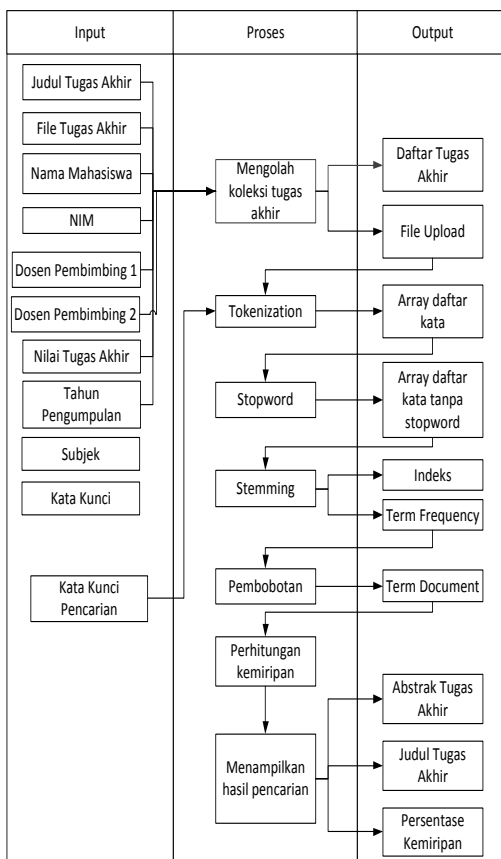 Input
Proses
Output
Judul Tugas Akhir
File Tugas Akhir
Nama Mahasiswa
NIM
Dosen Pembimbing 1
Dosen Pembimbing 2
Nilai Tugas Akhir
Tahun
Pengumpulan
Subjek
Kata Kunci
Kata Kunci
Pencarian
Mengolah
koleksi tugas
akhir
Tokenization
Stopword
Stemming
Pembobotan
Perhitungan
kemiripan
Menampilkan
hasil pencarian
Daftar Tugas
Akhir
File Upload
Array daftar
kata
Array daftar
kata tanpa
stopword
Indeks
Term Frequency
Term Document
Abstrak Tugas
Akhir
Judul Tugas
Akhir
Persentase
Kemiripan